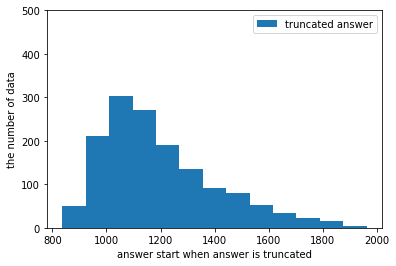 500
400
300
200
100
0
the number of data
truncated answer
800 1000 1200 1400 1600 1800 2000
answer start when answer is truncated